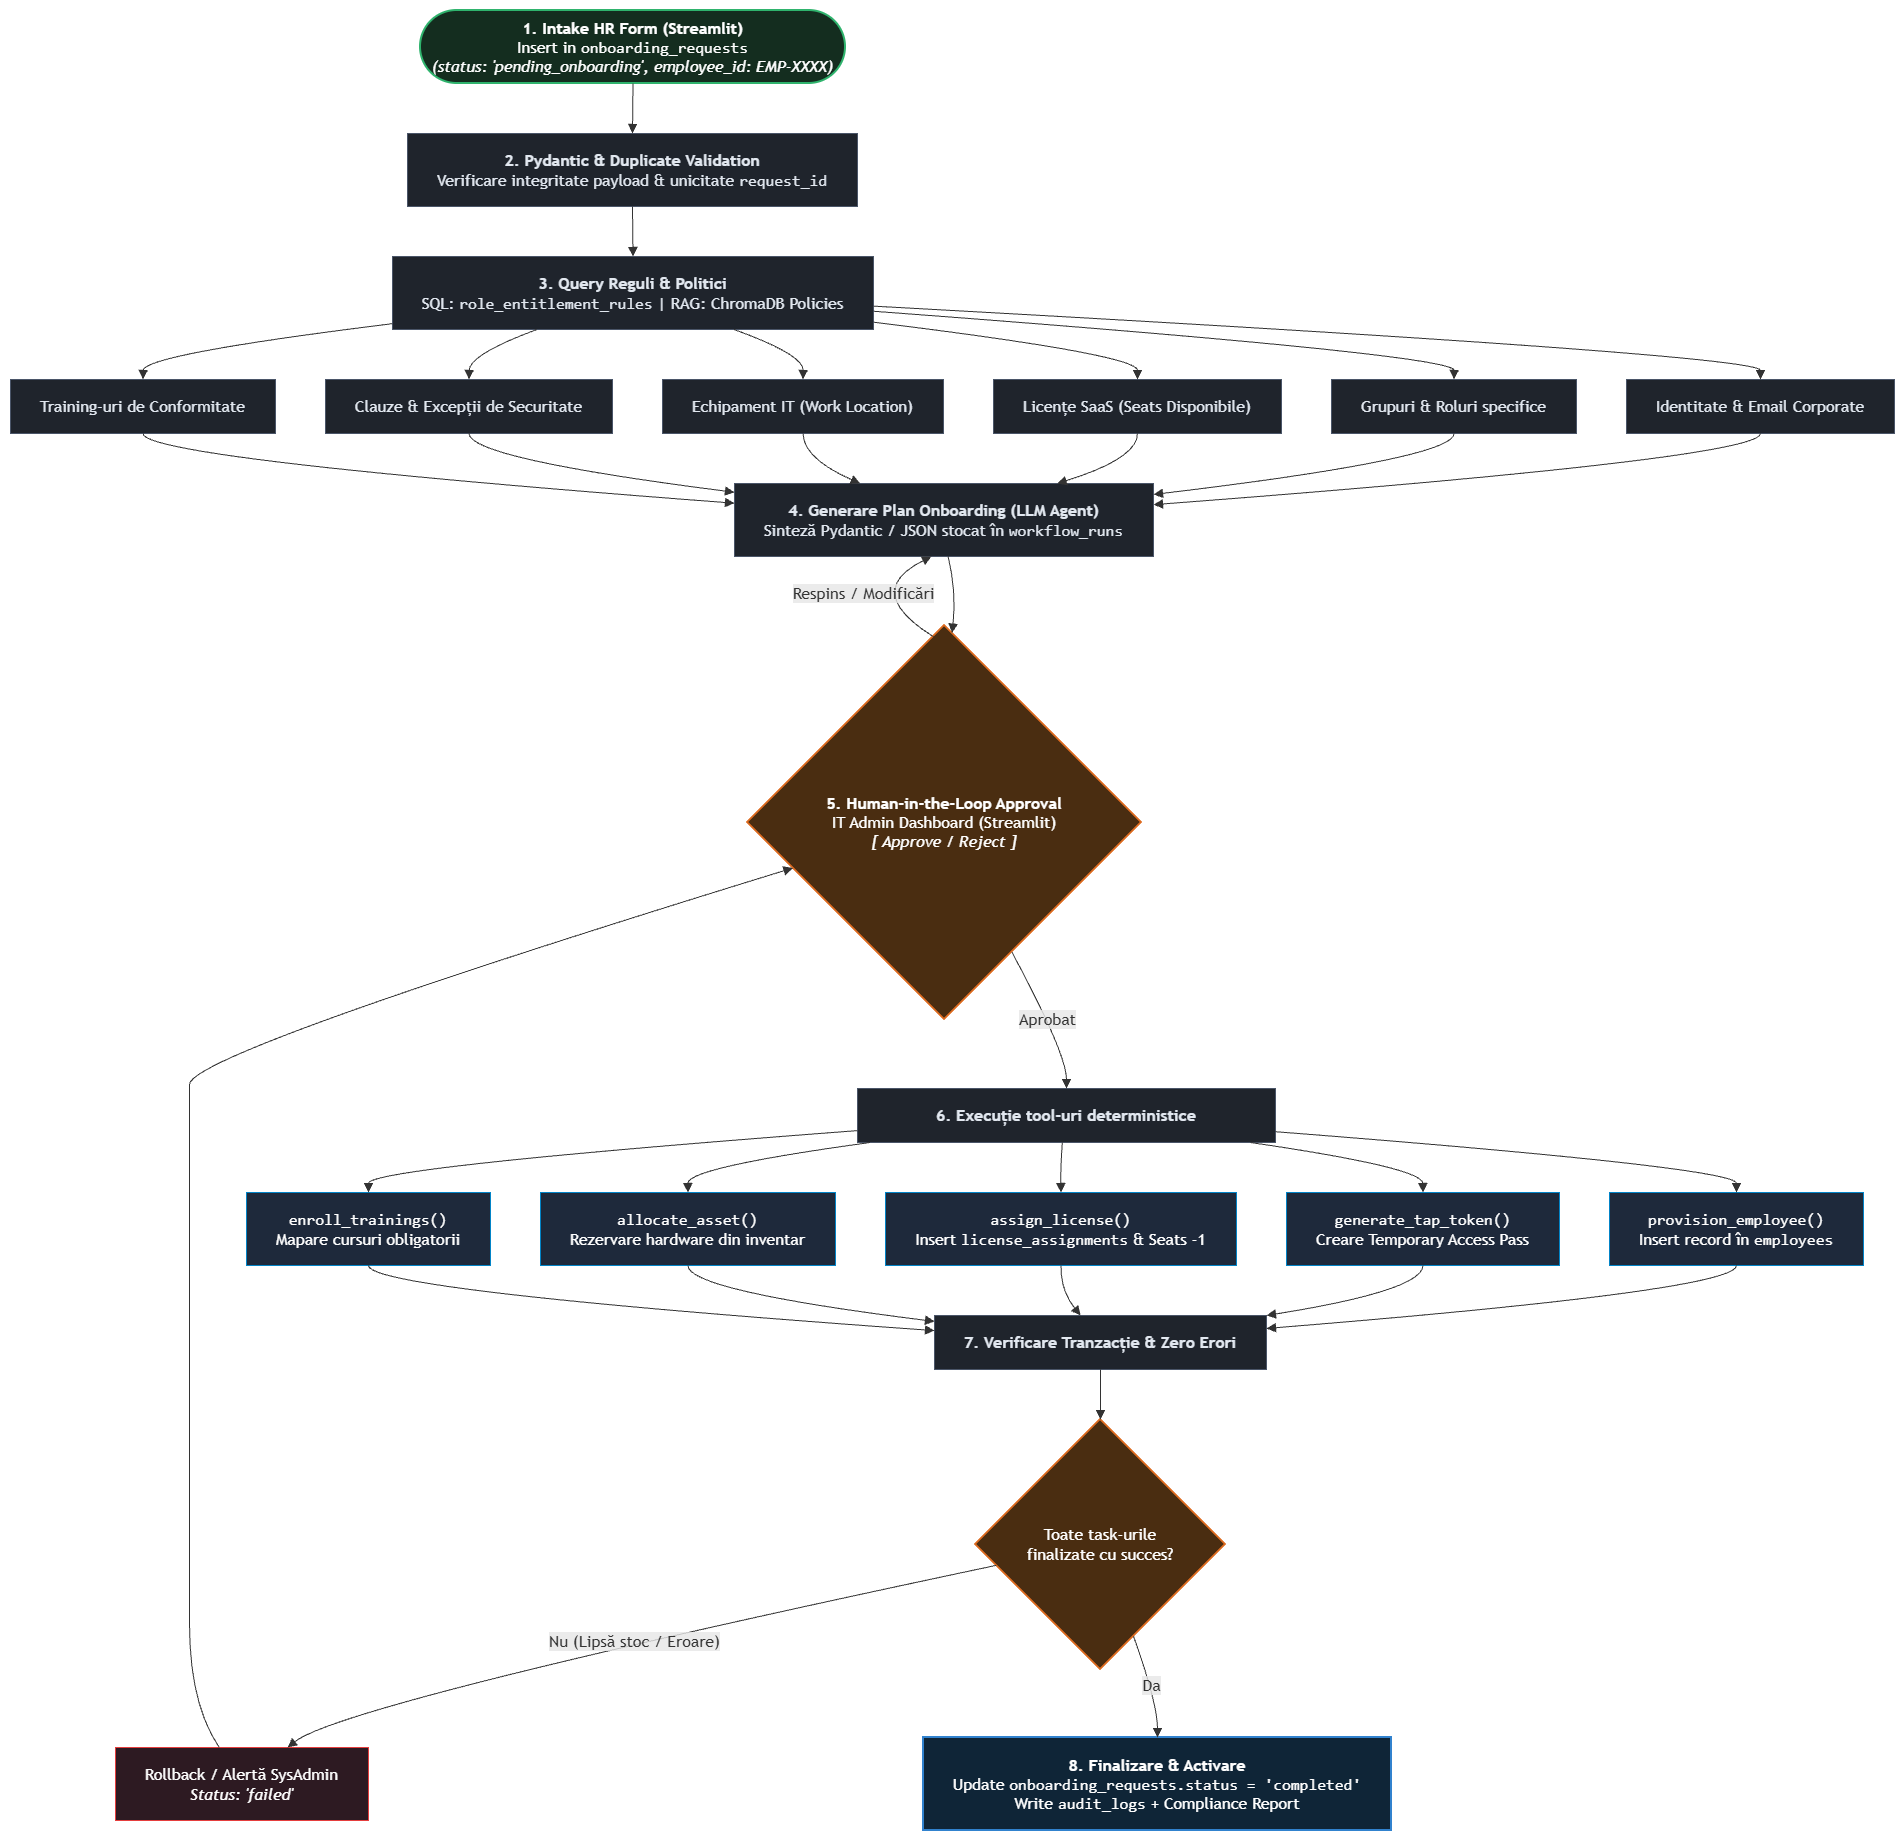 1. Intake HR Form (Streamlit)
Insert in onboarding_requests
(status: 'pending_onboarding', employee_id: EMP-XXXX)
2. Pydantic & Duplicate Validation
Verificare integritate payload & unicitate request_id
3. Query Reguli & Politici
SQL: role_entitlement_rules | RAG: ChromaDB Policies
Training-uri de Conformitate
Clauze & Excepții de Securitate
Echipament IT (Work Location)
Licențe SaaS (Seats Disponibile)
Grupuri & Roluri specifice
Identitate & Email Corporate
4. Generare Plan Onboarding (LLM Agent)
Sinteză Pydantic / JSON stocat în workflow_runs
Respins / Modificări
5. Human-in-the-Loop Approval
IT Admin Dashboard (Streamlit)
[ Approve / Reject ]
Aprobat
6. Execuție tool-uri deterministice
enroll_trainings()
Mapare cursuri obligatorii
allocate_asset()
Rezervare hardware din inventar
assign_license()
Insert license_assignments & Seats -1
generate_tap_token()
Creare Temporary Access Pass
provision_employee()
Insert record în employees
7. Verificare Tranzacție & Zero Erori
Toate task-urile
finalizate cu succes?
Nu (Lipsă stoc / Eroare)
Da
Rollback / Alertă SysAdmin
Status: 'failed'
8. Finalizare & Activare
Update onboarding_requests.status = 'completed'
Write audit_logs + Compliance Report